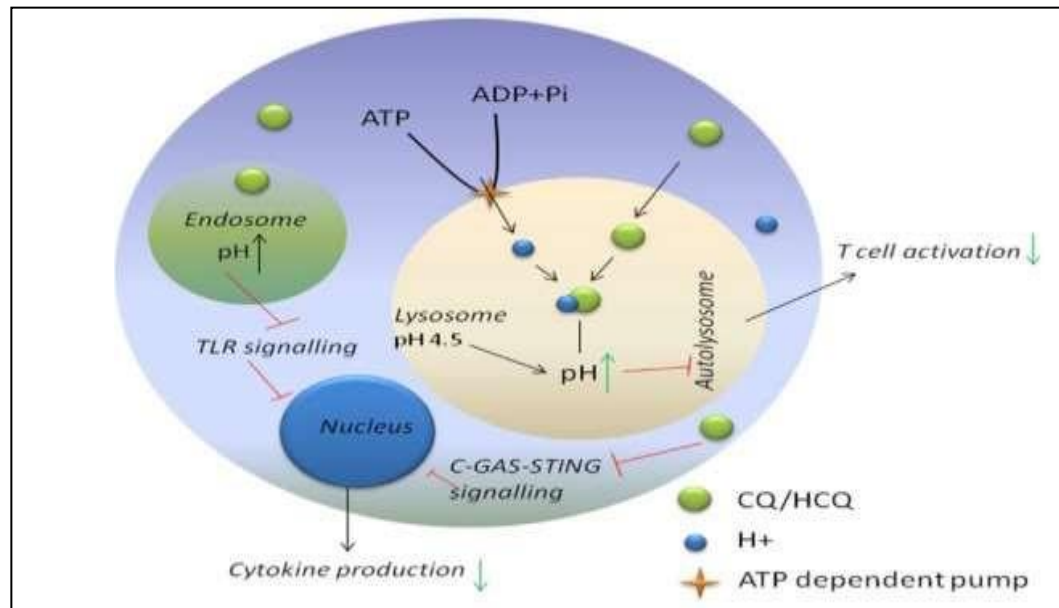 ADP+Pi
ATP
Endosome
pH
T cell activation
Lysosome
pH 4.5
Autolysosome
TLR signalling
pH
Nucleus
C-GAS-STING
signalling
CQ/HCQ
H+
Cytokine production
ATP dependent pump